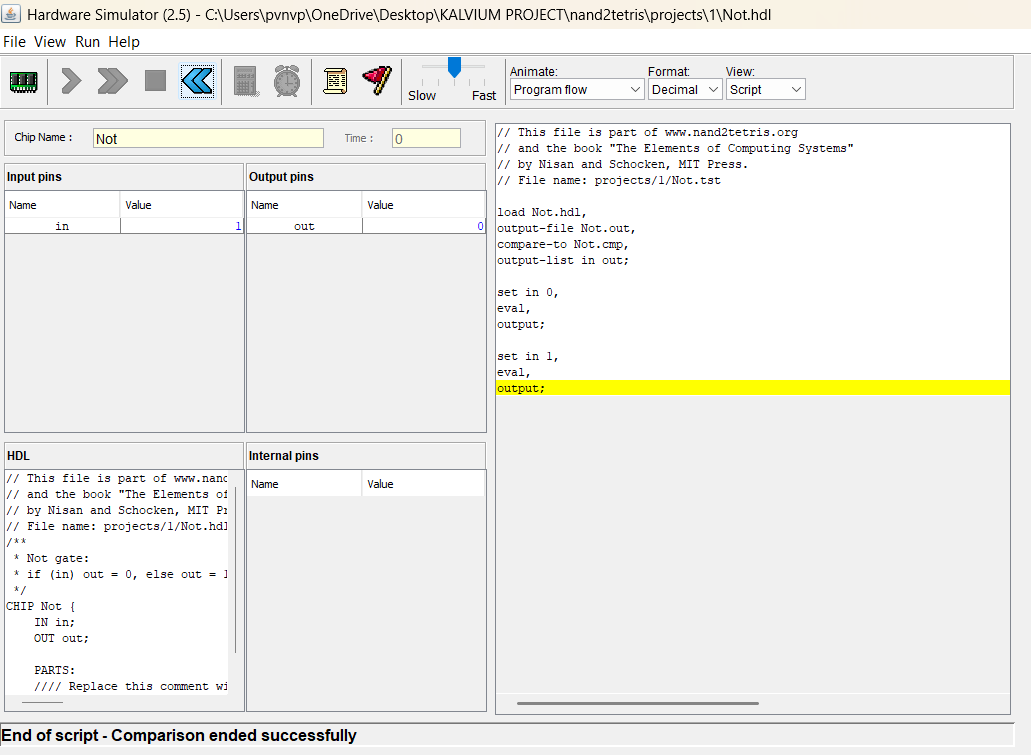 Hardware Simulator (2.5) - C:\Users\pvnvp\OneDrive\Desktop\KALVIUM PROJECT\nand2tetris\projects\1\Not.hdl
File View Run Help
Slow Fast
Animate: Format: View:
Program flow Decimal Script
Chip Name : Not Time : 0
Input pins Output pins
Name Value Name Value
in 1 out 0
// This file is part of www.nand2tetris.org
// and the book "The Elements of Computing Systems"
// by Nisan and Schocken, MIT Press.
// File name: projects/1/Not.tst
load Not.hdl,
output-file Not.out,
compare-to Not.cmp,
output-list in out;
set in 0,
eval,
output;
set in 1,
eval,
output;
HDL Internal pins
Name Value
// This file is part of www.nand
// and the book "The Elements of
// by Nisan and Schocken, MIT Pr
// File name: projects/1/Not.hdl
/**
* Not gate:
* if (in) out = 0, else out = 1
*/
CHIP Not {
IN in;
OUT out;
PARTS:
//// Replace this comment wi
End of script - Comparison ended successfully